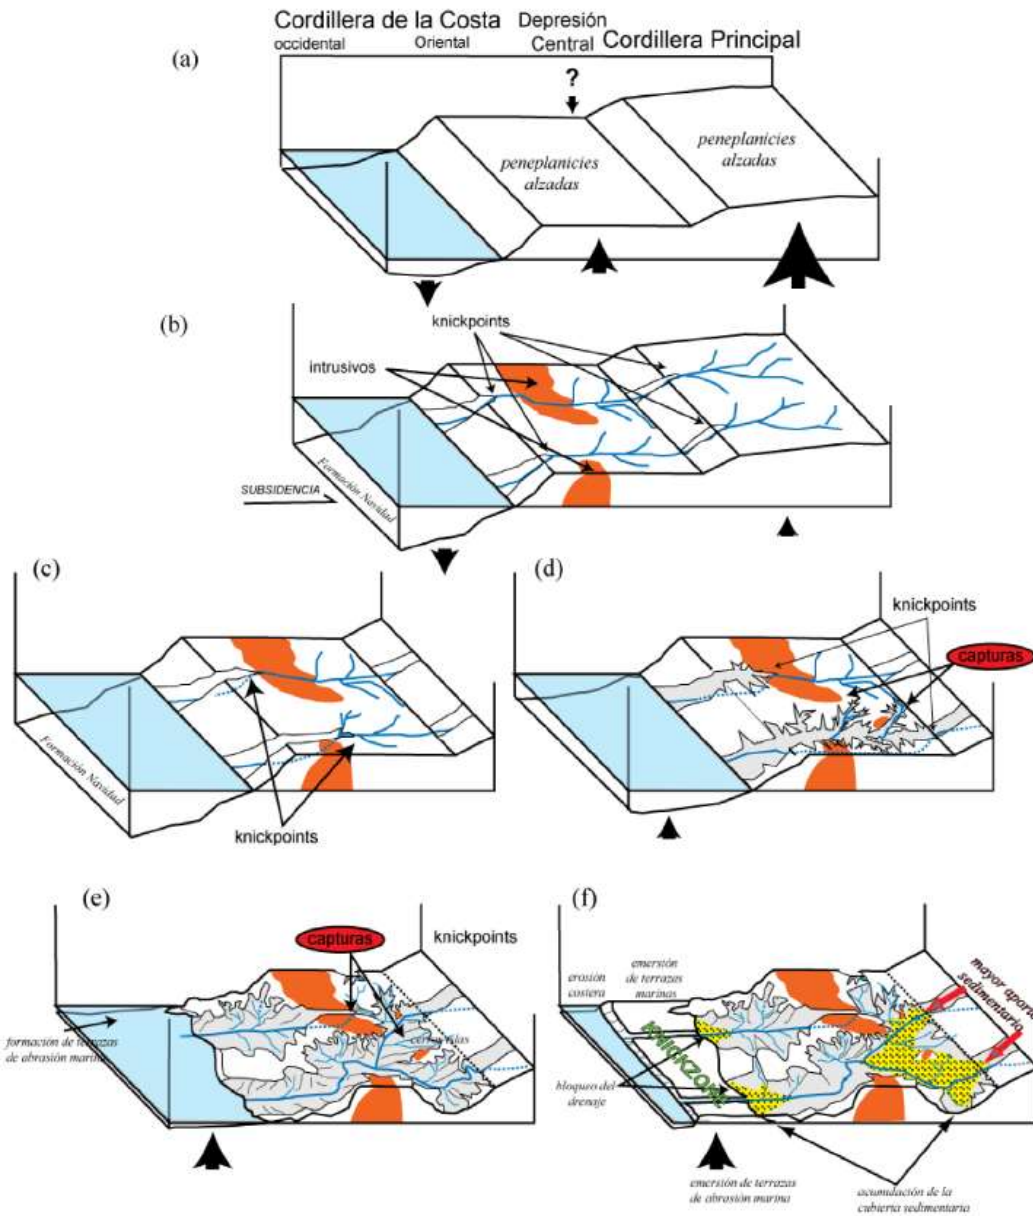 Cordillera de la Costa
Depresión
occidental
Oriental
Central
Cordillera Principal
(a)
?
peneplanicies
alzadas
peneplanicies
alzadas
(b)
knickpoints
intrusivos
SUBSIDENCIA
Formación Navidad
(c)
(d)
knickpoints
capturas
Formación Navidad
knickpoints
(e)
(f)
capturas
knickpoints
formación de terrazas
de abrasión marina
erosión
costera
emersión
de terrazas
marinas
mayor aporte
sedimentario
KNICKZONE
bloqueo del
drenaje
emersión de terrazas
de abrasión marina
acumulación de la
cubierta sedimentaria